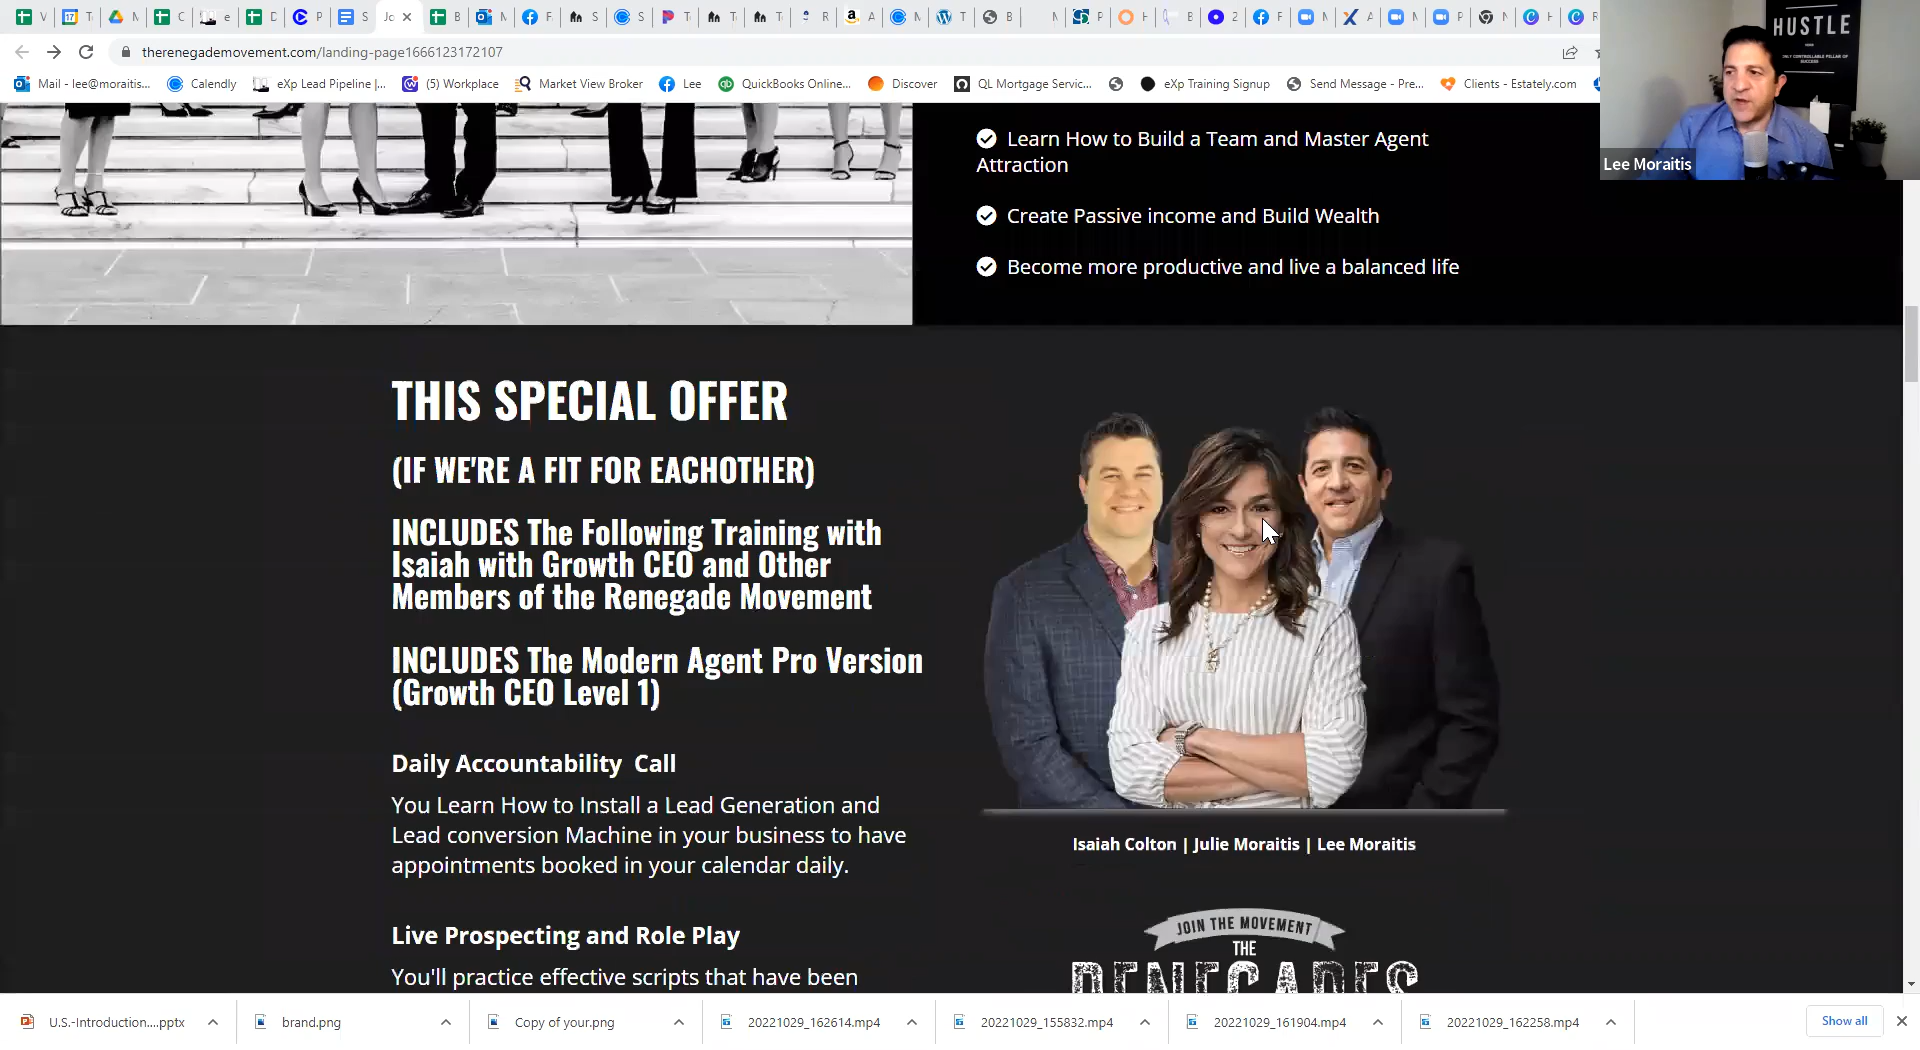 V
T
M
C
e
D
P
S
Jo
B
M
F
S
S
T
T
T
R
A
M
T
B
M
P
H
B
2
F
M
A
M
P
N
H
R
therenegademovement.com/landing-page1666123172107
Mail - lee@moraitis...
Calendly
eXp Lead Pipeline |...
(5) Workplace
Market View Broker
Lee
QuickBooks Online...
Discover
QL Mortgage Servic...
eXp Training Signup
Send Message - Pre...
Clients - Estately.com
HUSTLE
Lee Moraitis
Learn How to Build a Team and Master Agent
Attraction
Create Passive income and Build Wealth
Become more productive and live a balanced life
THIS SPECIAL OFFER
(IF WE'RE A FIT FOR EACHOTHER)
INCLUDES The Following Training with
Isaiah with Growth CEO and Other
Members of the Renegade Movement
INCLUDES The Modern Agent Pro Version
(Growth CEO Level 1)
Daily Accountability Call
You Learn How to Install a Lead Generation and
Lead conversion Machine in your business to have
appointments booked in your calendar daily.
Live Prospecting and Role Play
You'll practice effective scripts that have been
Isaiah Colton | Julie Moraitis | Lee Moraitis
JOIN THE MOVEMENT
THE
RENEGADES
U.S.-Introduction....pptx
brand.png
Copy of your.png
20221029_162614.mp4
20221029_155832.mp4
20221029_161904.mp4
20221029_162258.mp4
Show all